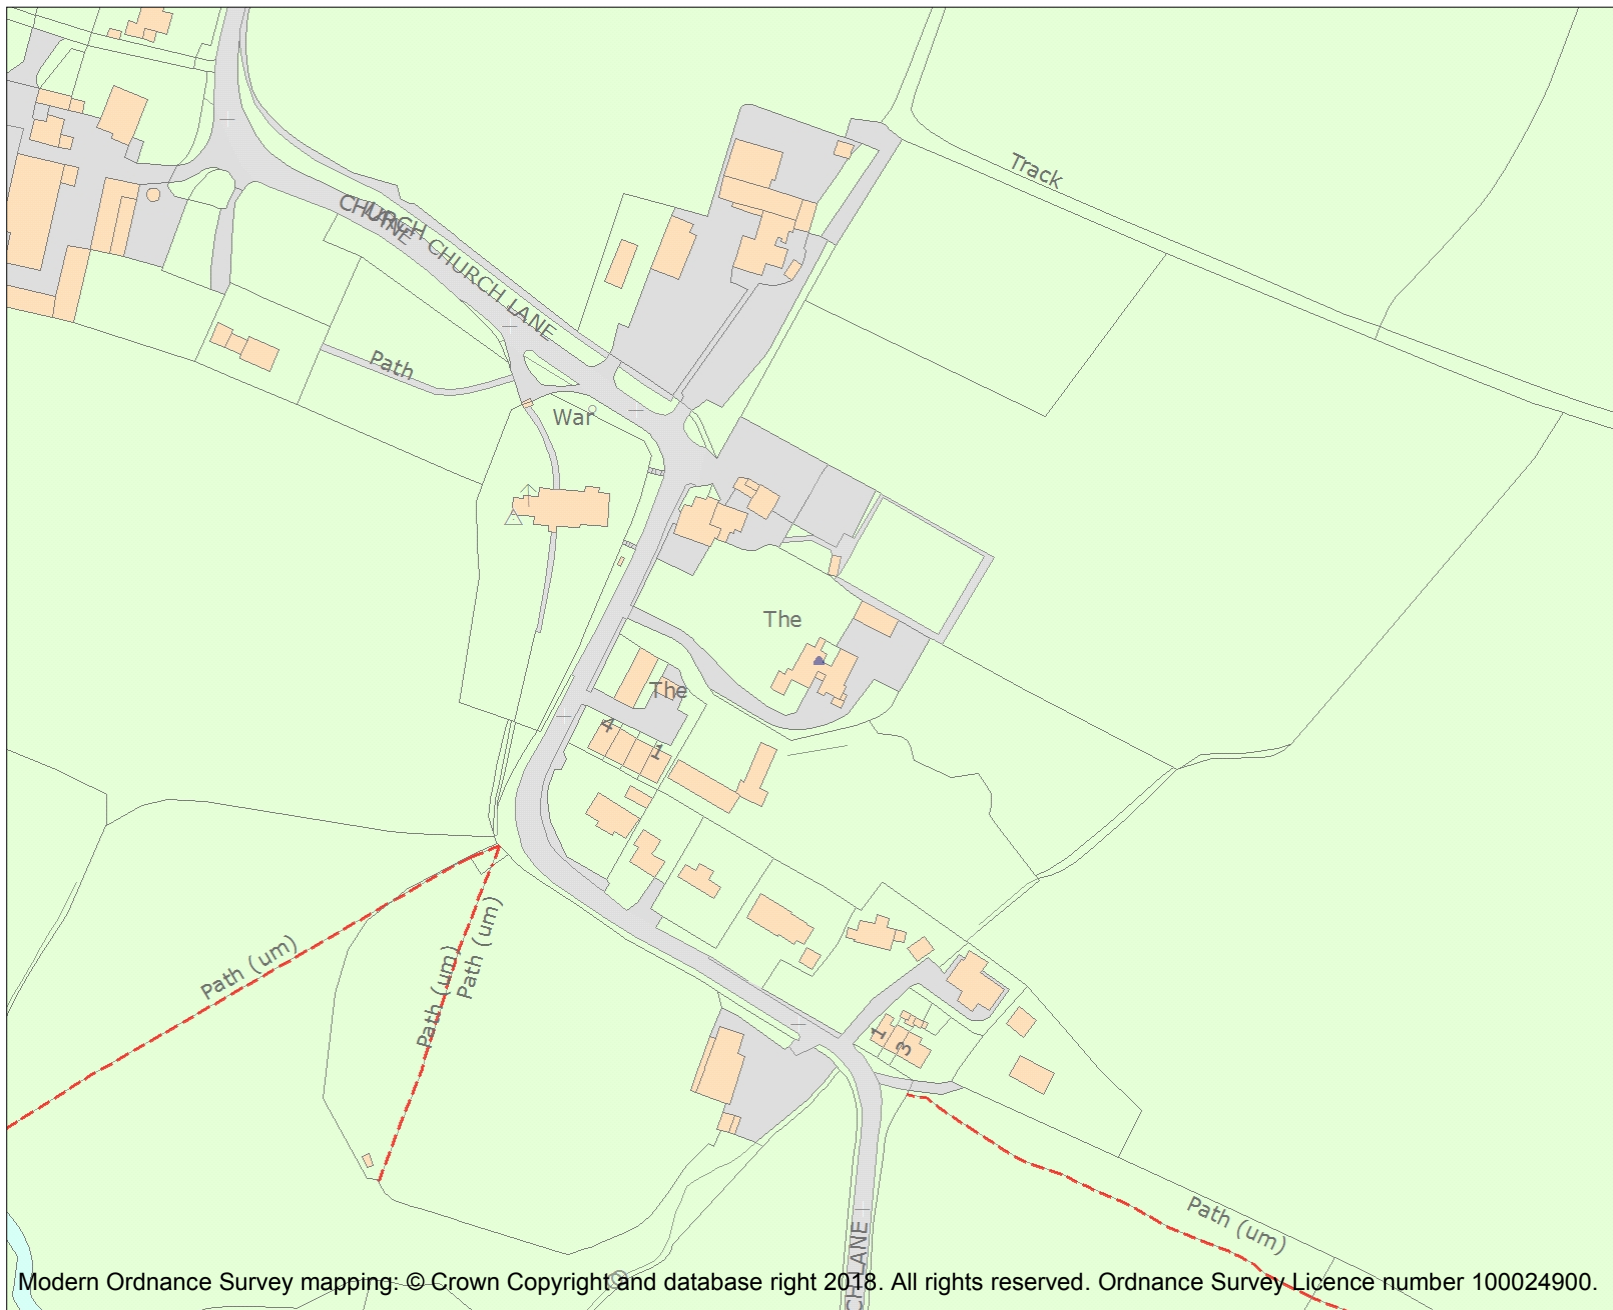 Track
CHURCH
LANE
CHURCH LANE
Path
War
The
The
4
1
Path (um)
Path (um)
Path (um)
1
3
Path (um)
CH LANE
Modern Ordnance Survey mapping: © Crown Copyright and database right 2018. All rights reserved. Ordnance Survey Licence number 100024900.